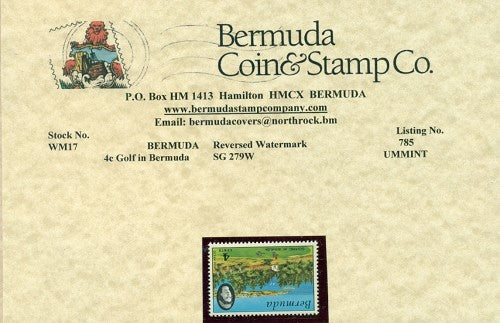 Bermuda
Coin&Stamp Co.
P.O. Box HM 1413 Hamilton HMCX BERMUDA
www.bermudastampcompany.com
Email: bermudacovers@northrock.bm
Stock No. Listing No.
WM17 BERMUDA Reversed Watermark 785
4c Golf in Bermuda SG 279W UMMINT
Bermuda